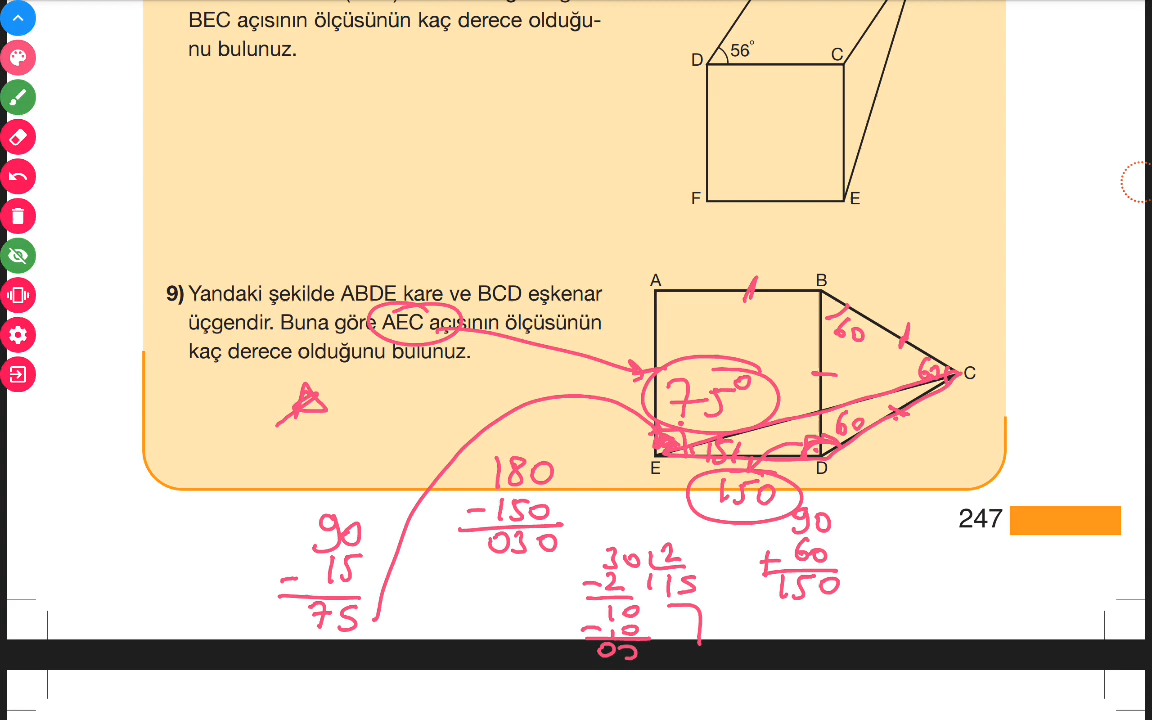 BEC açısının ölçüsünün kaç derece olduğu-
nu bulunuz.
D 56° C
F E
9) Yandaki şekilde ABDE kare ve BCD eşkenar
üçgendir. Buna göre AEC açısının ölçüsünün
kaç derece olduğunu bulunuz.
A B
60
60 C
75°
60
15
E D
150
180
-150
030
90
- 15
75
30 2
-2 15
10
-10
00
90
+ 60
150
247